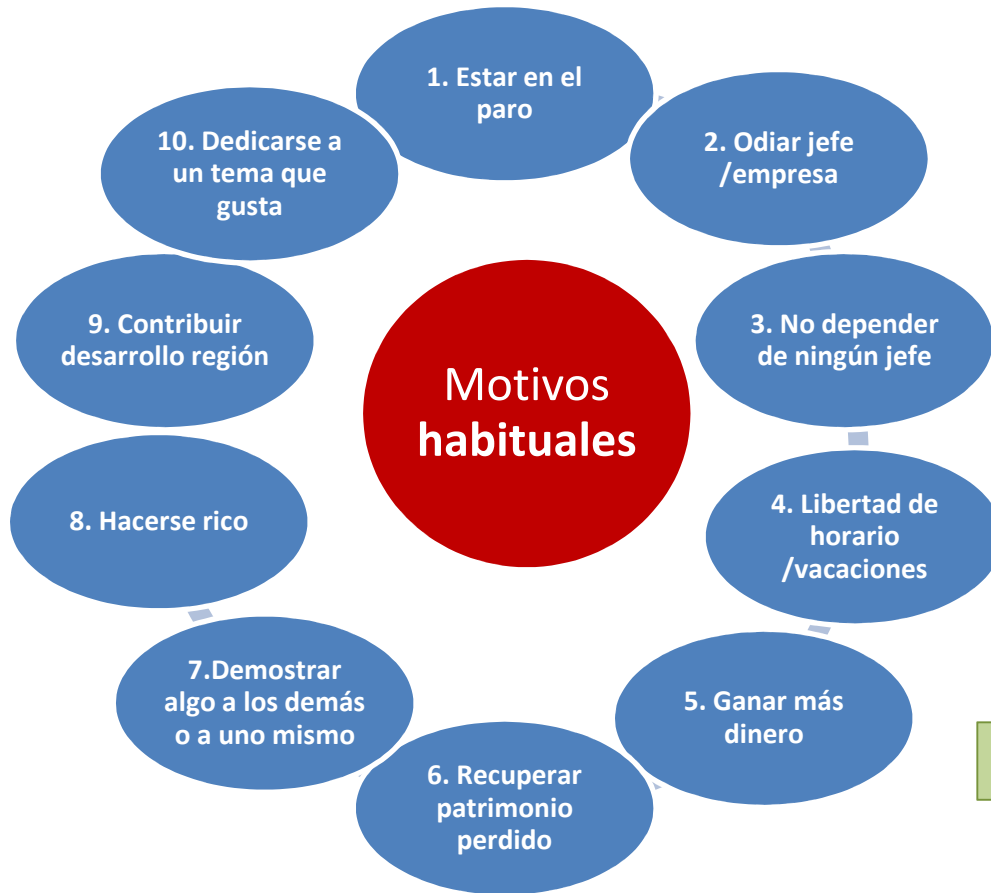 1. Estar en el
paro
2. Odiar jefe
/empresa
3. No depender
de ningún jefe
4. Libertad de
horario
/vacaciones
5. Ganar más
dinero
6. Recuperar
patrimonio
perdido
7.Demostrar
algo a los demás
o a uno mismo
8. Hacerse rico
9. Contribuir
desarrollo región
10. Dedicarse a
un tema que
gusta
Motivos
habituales